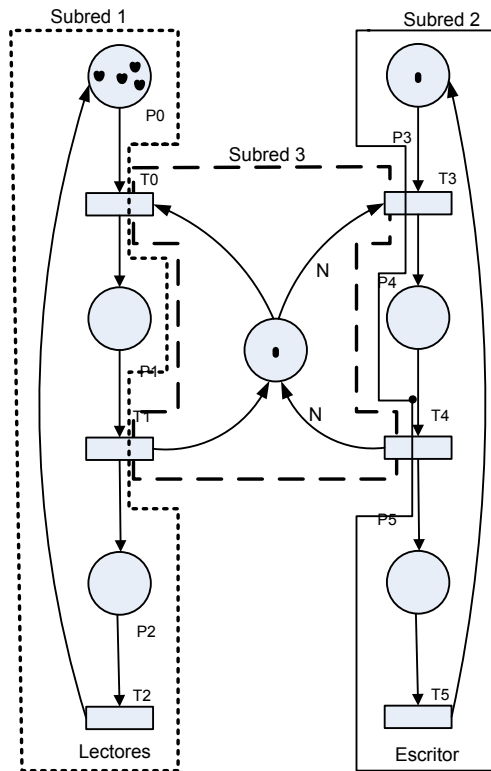 Subred 1
Subred 2
P0
P3
Subred 3
T0
T3
N
P4
P1
T1
N
T4
P5
P2
T2
T5
Lectores
Escritor